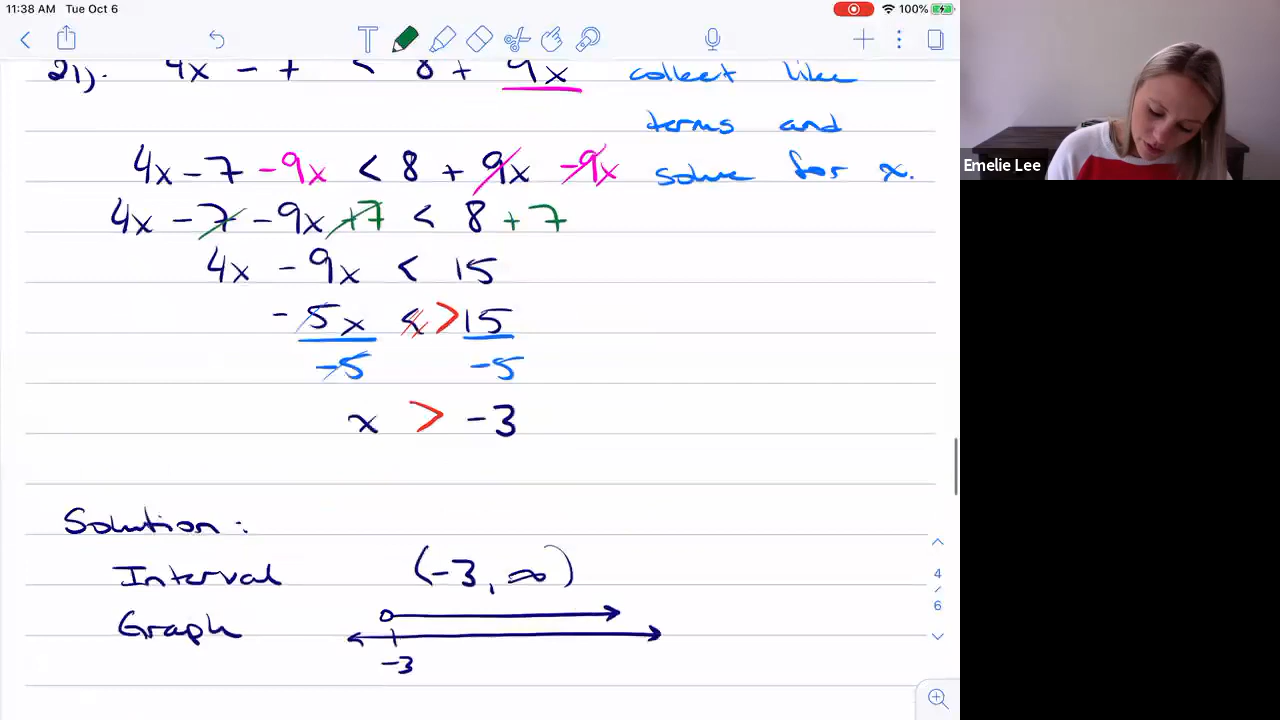 11:38 AM Tue Oct 6
100%
T
21). 4x - 7 < 8 + 9x collect like
terms and
4x - 7 - 9x < 8 + 9x - 9x solve for x.
Emelie Lee
4x - 7 - 9x + 7 < 8 + 7
4x - 9x < 15
-5x < > 15
-5 -5
x > -3
Solution:
Interval (-3, ∞)
Graph
-3
4
/
6